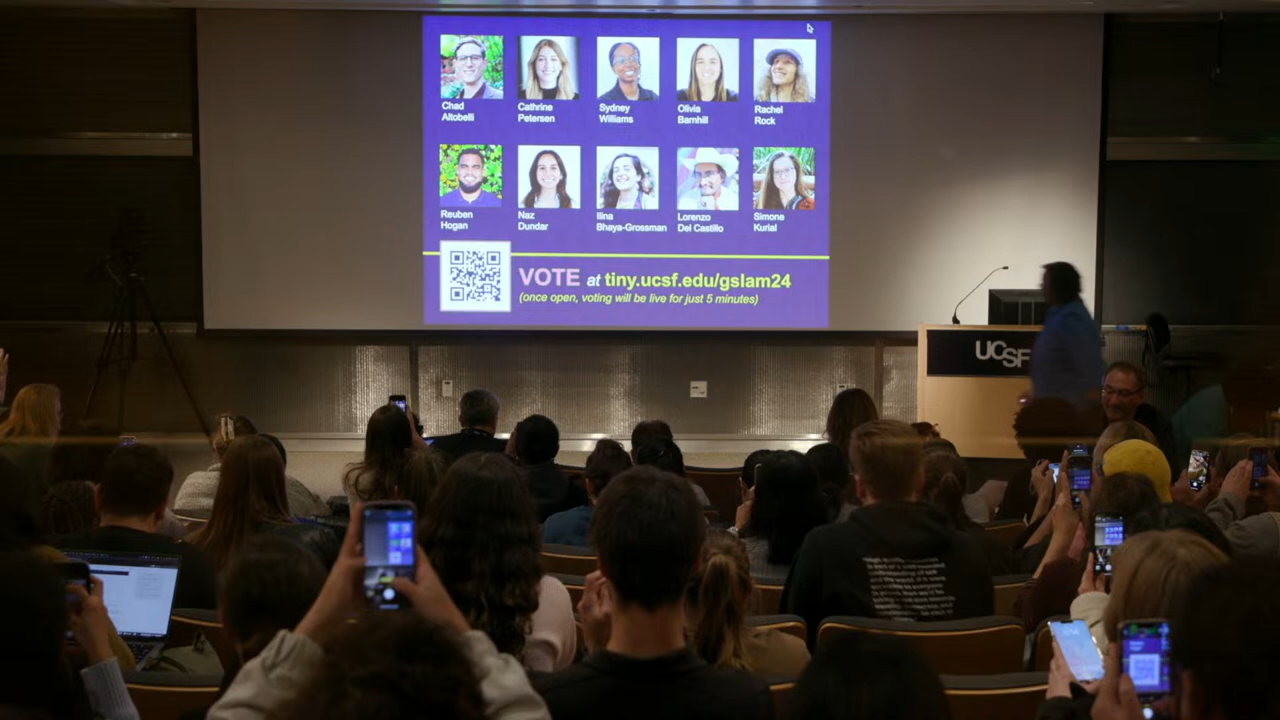 Chad
Altobelli
Cathrine
Petersen
Sydney
Williams
Olivia
Barnhill
Rachel
Rock
Reuben
Hogan
Naz
Dundar
Ilina
Bhaya-Grossman
Lorenzo
Del Castillo
Simone
Kurial
VOTE at tiny.ucsf.edu/gslam24
(once open, voting will be live for just 5 minutes)
UCSF